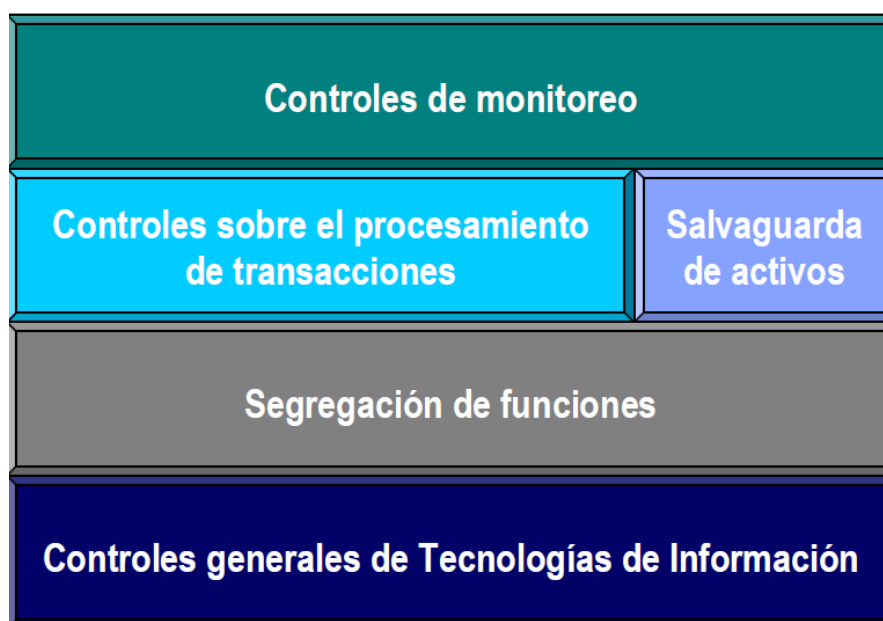 Controles de monitoreo
Controles sobre el procesamiento
de transacciones
Salvaguarda
de activos
Segregación de funciones
Controles generales de Tecnologías de Información